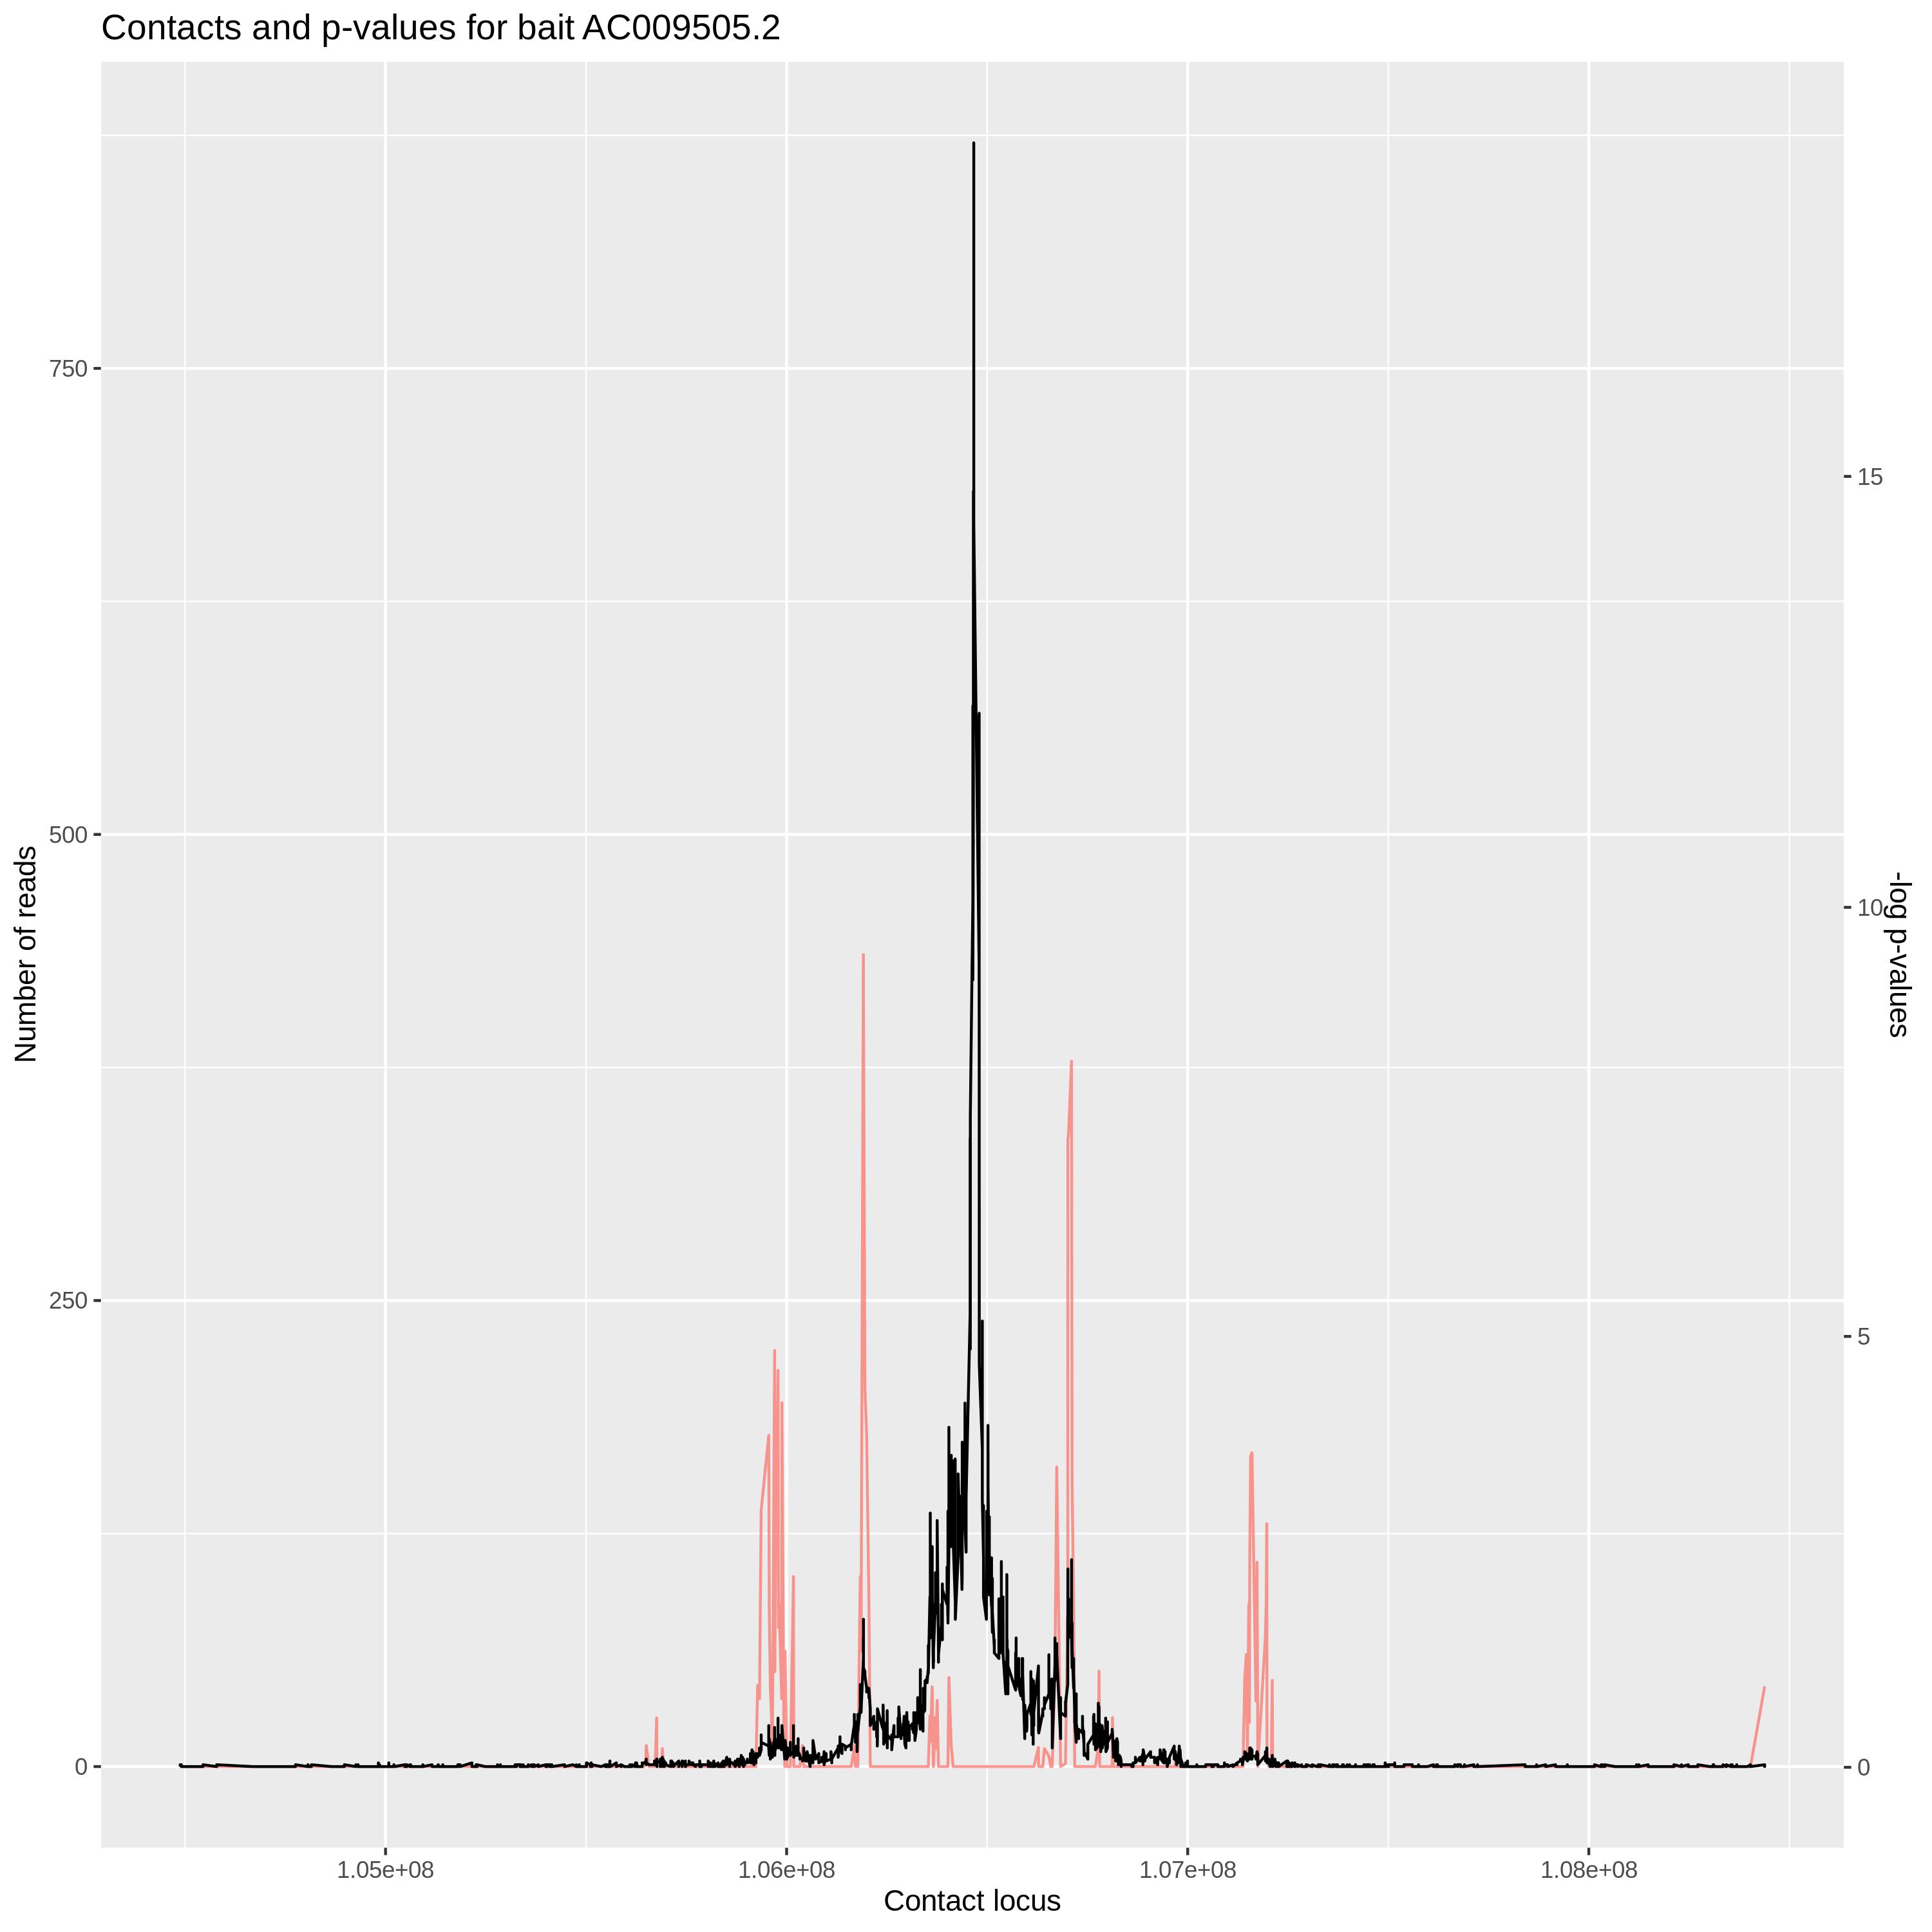 Contacts and p-values for bait AC009505.2
750
500
250
0
Number of reads
15
10
5
0
-log p-values
1.05e+08
1.06e+08
1.07e+08
1.08e+08
Contact locus